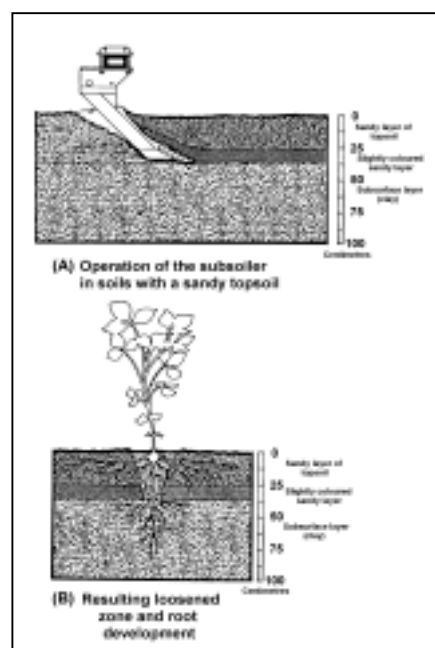 0
Sandy layer of
topsoil
25
Slightly coloured
sandy layer
50
Subsurface layer
(clay)
75
100
Centimetres
(A) Operation of the subsoiler
in soils with a sandy topsoil
0
Sandy layer of
topsoil
25
Slightly coloured
sandy layer
50
Subsurface layer
(clay)
75
100
Centimetres
(B) Resulting loosened
zone and root
development